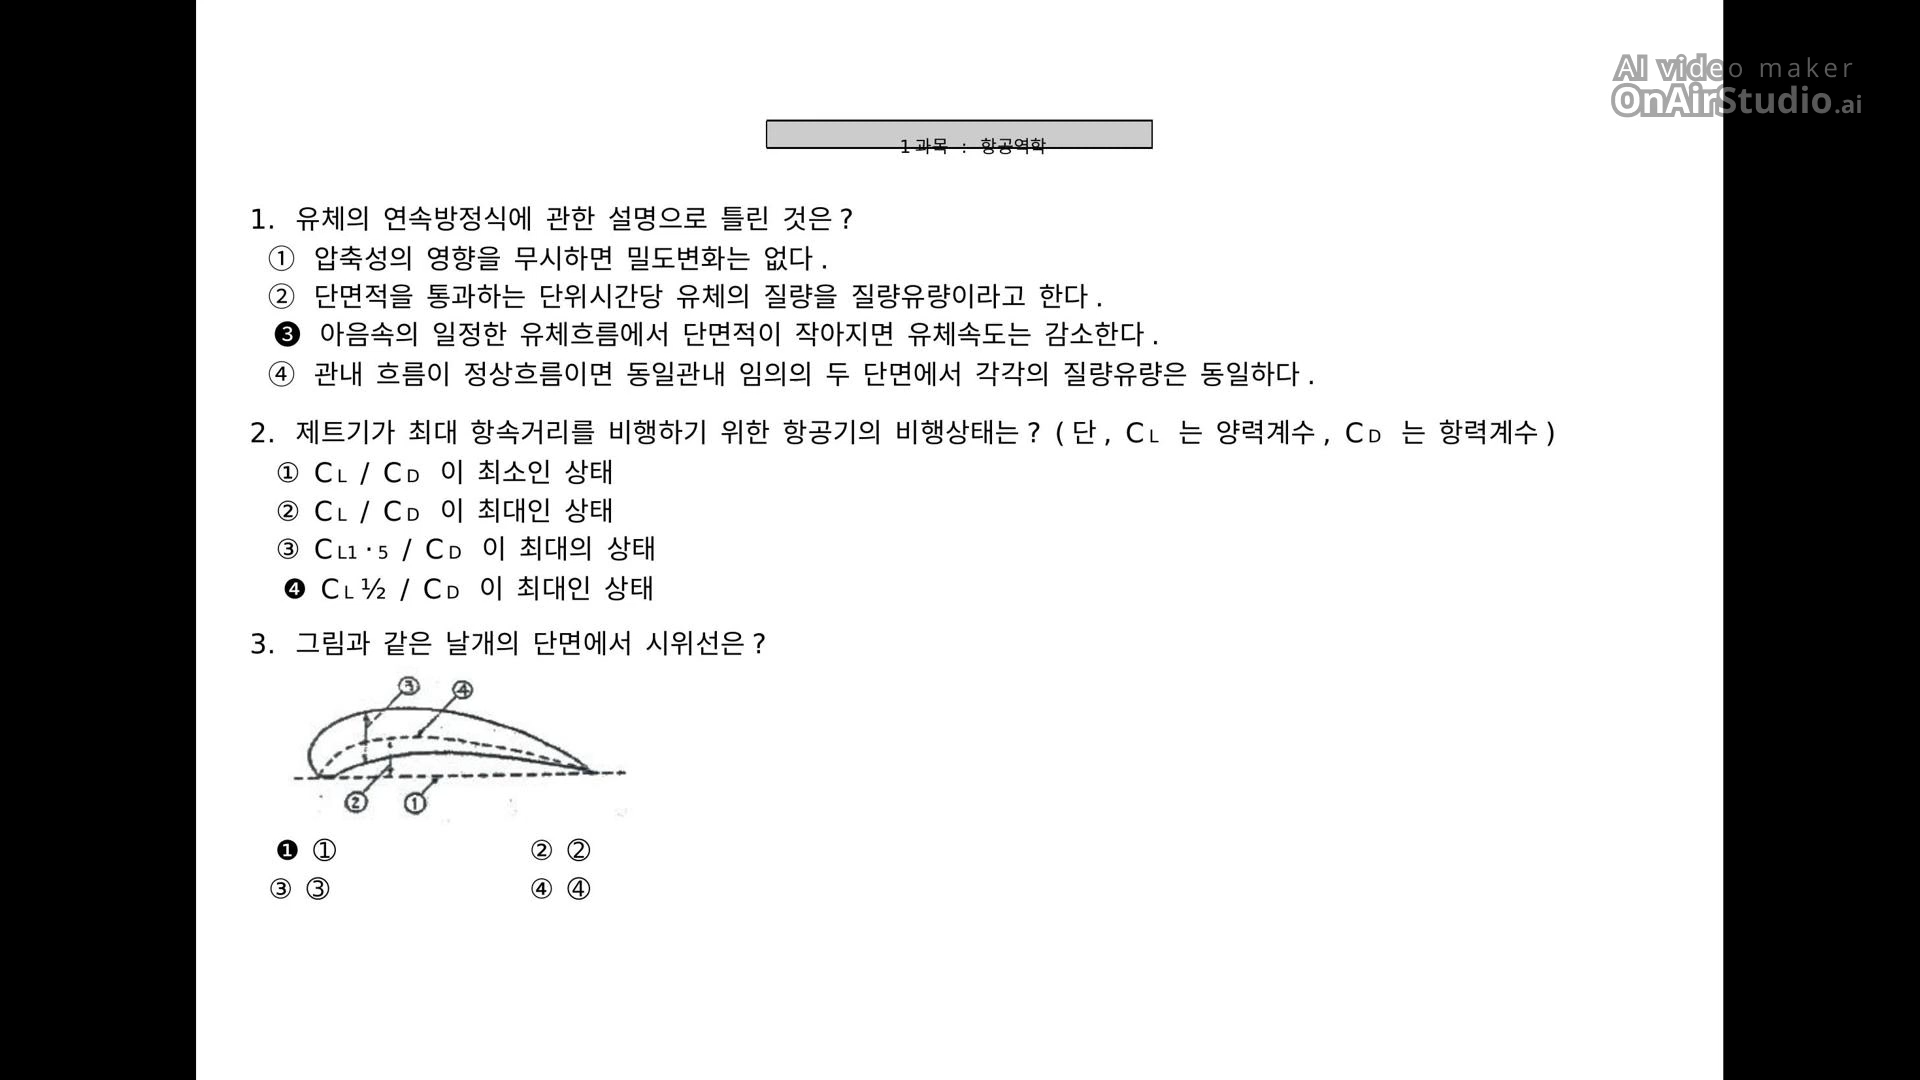 AI video maker
OnAirStudio.ai
1과목 : 항공역학
1. 유체의 연속방정식에 관한 설명으로 틀린 것은?
① 압축성의 영향을 무시하면 밀도변화는 없다.
② 단면적을 통과하는 단위시간당 유체의 질량을 질량유량이라고 한다.
❸ 아음속의 일정한 유체흐름에서 단면적이 작아지면 유체속도는 감소한다.
④ 관내 흐름이 정상흐름이면 동일관내 임의의 두 단면에서 각각의 질량유량은 동일하다.
2. 제트기가 최대 항속거리를 비행하기 위한 항공기의 비행상태는? (단, CL 는 양력계수, CD 는 항력계수)
① CL / CD 이 최소인 상태
② CL / CD 이 최대인 상태
③ CL1·5 / CD 이 최대의 상태
❹ CL½ / CD 이 최대인 상태
3. 그림과 같은 날개의 단면에서 시위선은?
③ ④
② ①
❶ ① ② ②
③ ③ ④ ④